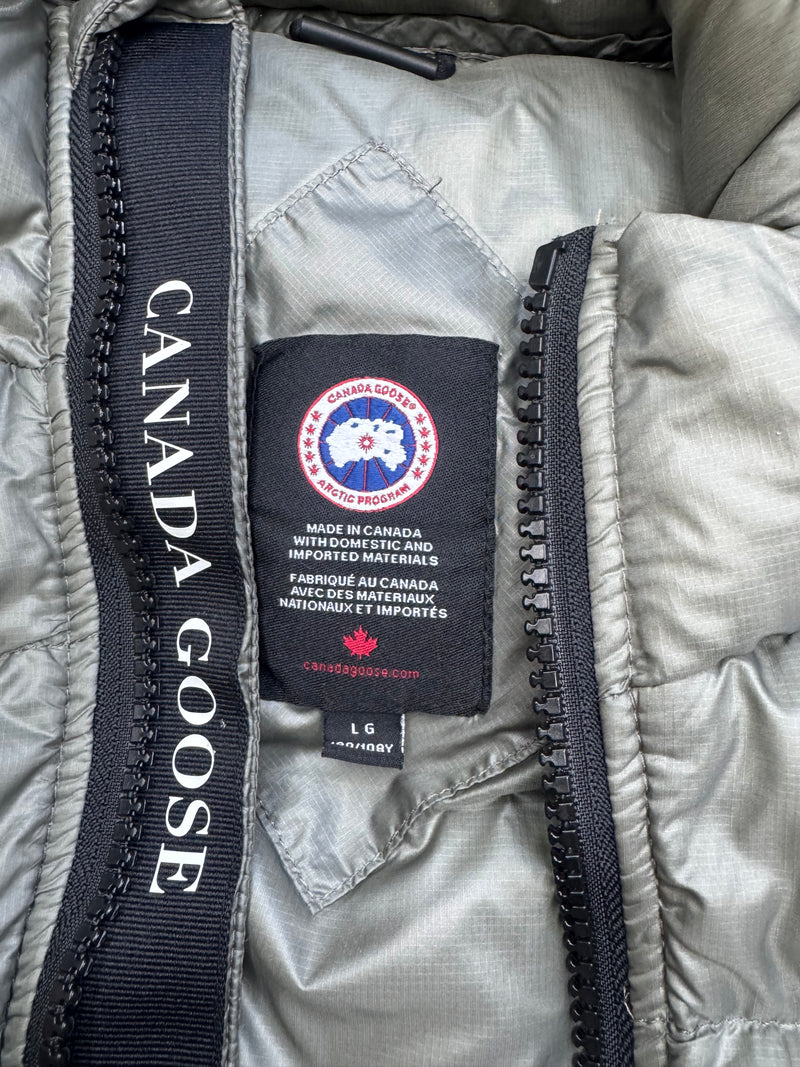 CANADA GOOSE
CANADA GOOSE®
ARCTIC PROGRAM
MADE IN CANADA
WITH DOMESTIC AND
IMPORTED MATERIALS
FABRIQUÉ AU CANADA
AVEC DES MATERIAUX
NATIONAUX ET IMPORTÉS
canadagoose.com
L G